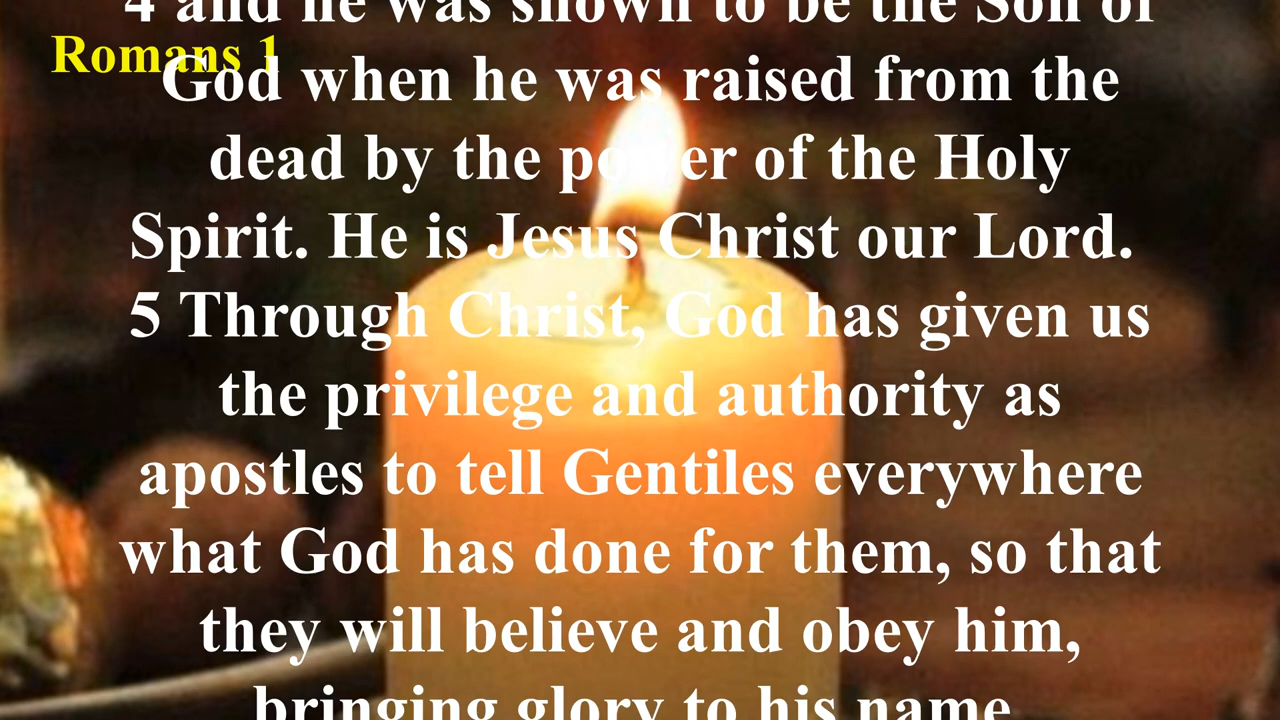 4 and he was shown to be the Son of
Romans 1
God when he was raised from the
dead by the power of the Holy
Spirit. He is Jesus Christ our Lord.
5 Through Christ, God has given us
the privilege and authority as
apostles to tell Gentiles everywhere
what God has done for them, so that
they will believe and obey him,
bringing glory to his name